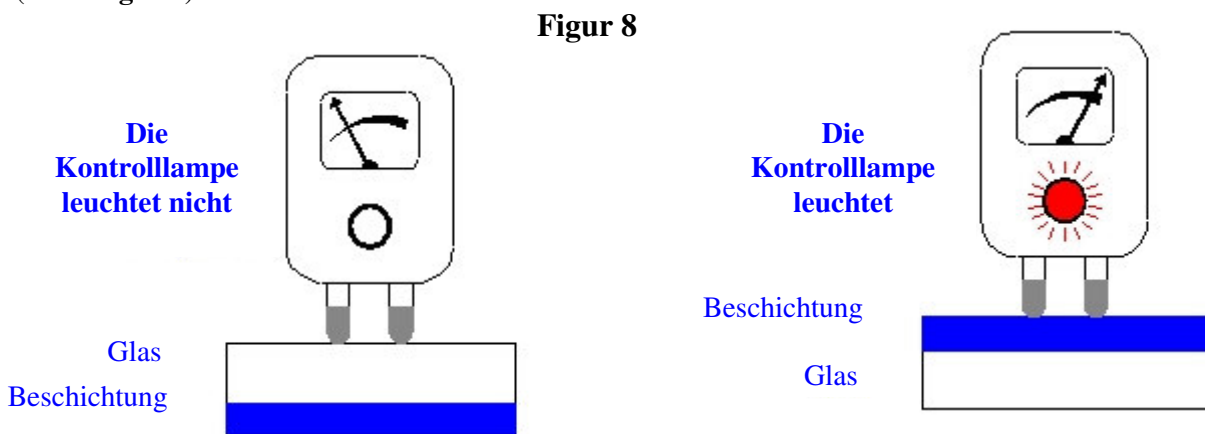 Figur 8
Die
Kontrolllampe
leuchtet nicht
Glas
Beschichtung
Die
Kontrolllampe
leuchtet
Beschichtung
Glas